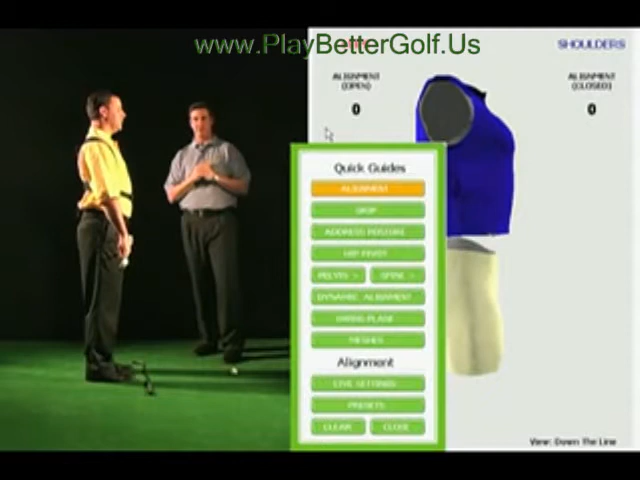 www.PlayBetterGolf.Us
SHOULDERS
ALIGNMENT
(OPEN)
0
ALIGNMENT
(CLOSED)
0
Quick Guides
ALIGNMENT
GRIP
ADDRESS POSTURE
HIP PIVOT
PELVIS
SPINE
DYNAMIC ALIGNMENT
SWING PLANE
MESHES
Alignment
LIVE SETTINGS
PRESETS
CLEAR
CLOSE
View: Down The Line